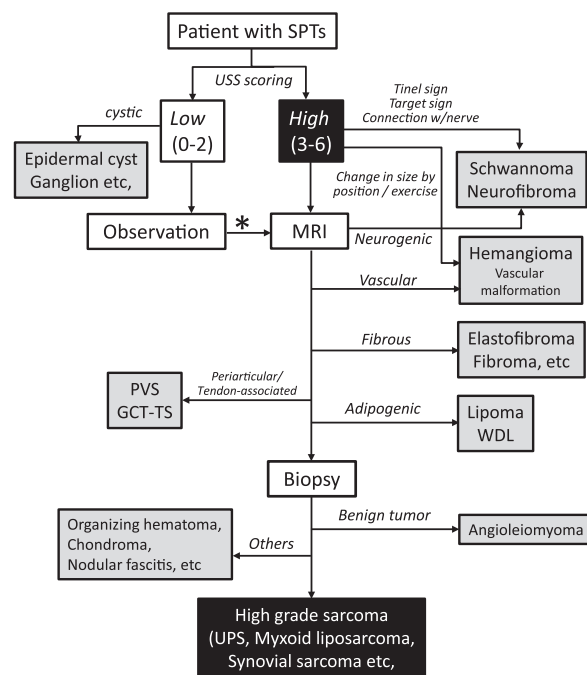 Patient with SPTs
USS scoring
cystic
Low
(0-2)
High
(3-6)
Tinel sign
Target sign
Connection w/nerve
Epidermal cyst
Ganglion etc,
Change in size by
position / exercise
Schwannoma
Neurofibroma
Observation
*
MRI
Neurogenic
Hemangioma
Vascular
malformation
Vascular
Fibrous
Elastofibroma
Fibroma, etc
Periarticular/
Tendon-associated
PVS
GCT-TS
Adipogenic
Lipoma
WDL
Biopsy
Organizing hematoma,
Chondroma,
Nodular fascitis, etc
Benign tumor
Angioleiomyoma
Others
High grade sarcoma
(UPS, Myxoid liposarcoma,
Synovial sarcoma etc,